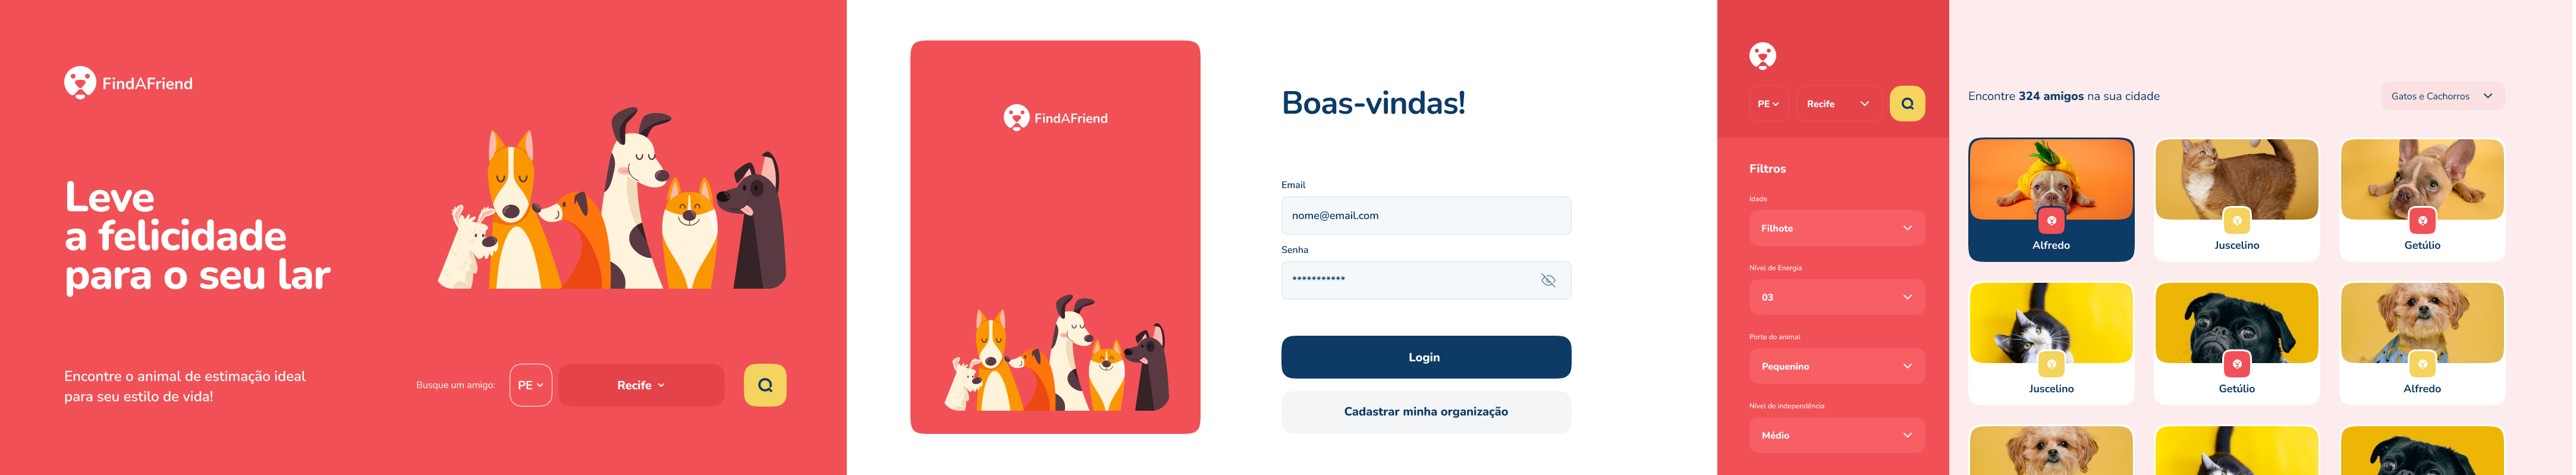 FindAFriend
Leve
a felicidade
para o seu lar
Encontre o animal de estimação ideal
para seu estilo de vida!
Busque um amigo:
PE
Recife
FindAFriend
Boas-vindas!
Email
nome@email.com
Senha
***********
Login
Cadastrar minha organização
PE
Recife
Filtros
Idade
Filhote
Nível de Energia
03
Porte do animal
Pequenino
Nível de independência
Médio
Encontre 324 amigos na sua cidade
Gatos e Cachorros
Alfredo
Juscelino
Getúlio
Juscelino
Getúlio
Alfredo